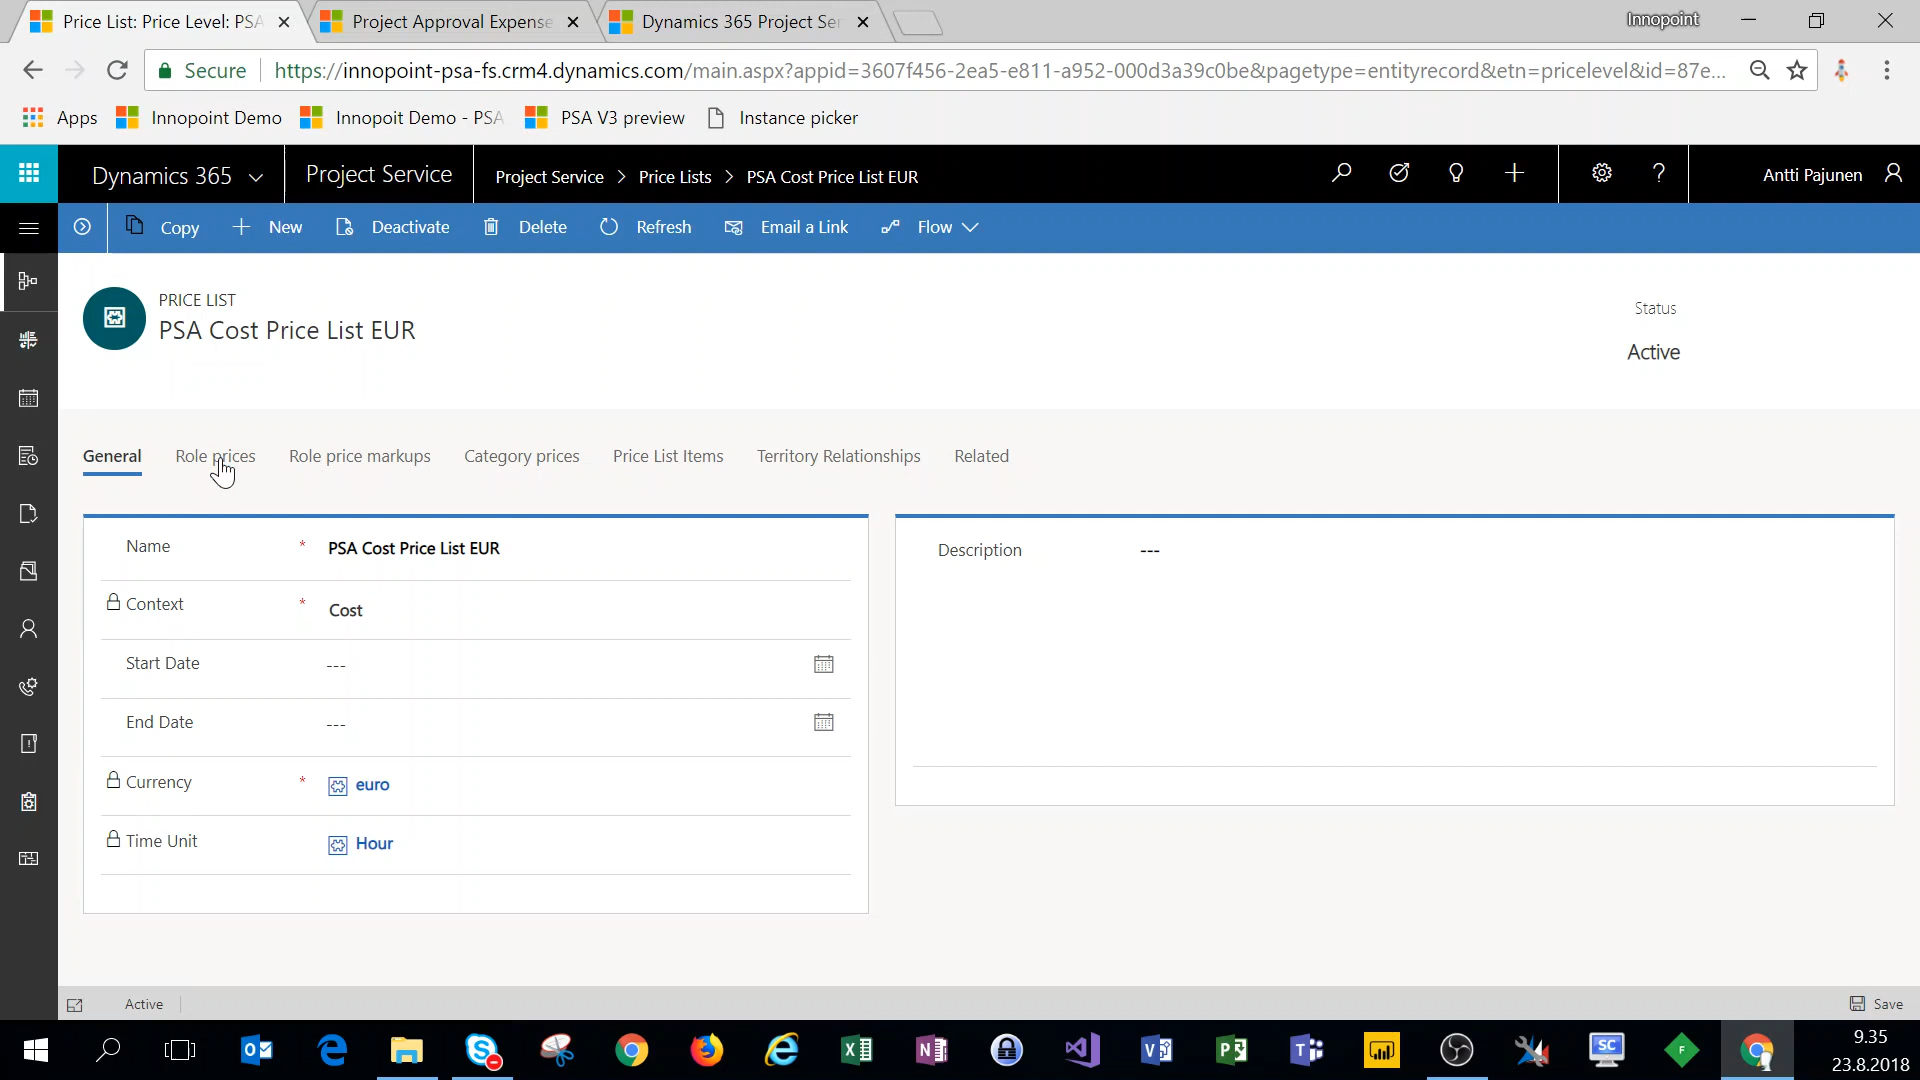 Price List: Price Level: PSA
Project Approval Expense
Dynamics 365 Project Ser
Innopoint
Secure
https://innopoint-psa-fs.crm4.dynamics.com/main.aspx?appid=3607f456-2ea5-e811-a952-000d3a39c0be&pagetype=entityrecord&etn=pricelevel&id=87e...
Apps
Innopoint Demo
Innopoit Demo - PSA
PSA V3 preview
Instance picker
Dynamics 365
Project Service
Project Service > Price Lists > PSA Cost Price List EUR
Antti Pajunen
Copy
New
Deactivate
Delete
Refresh
Email a Link
Flow
PRICE LIST
PSA Cost Price List EUR
Status
Active
General
Role prices
Role price markups
Category prices
Price List Items
Territory Relationships
Related
Name * PSA Cost Price List EUR
Context * Cost
Start Date ---
End Date ---
Currency * euro
Time Unit Hour
Description ---
Active
Save
9.35
23.8.2018